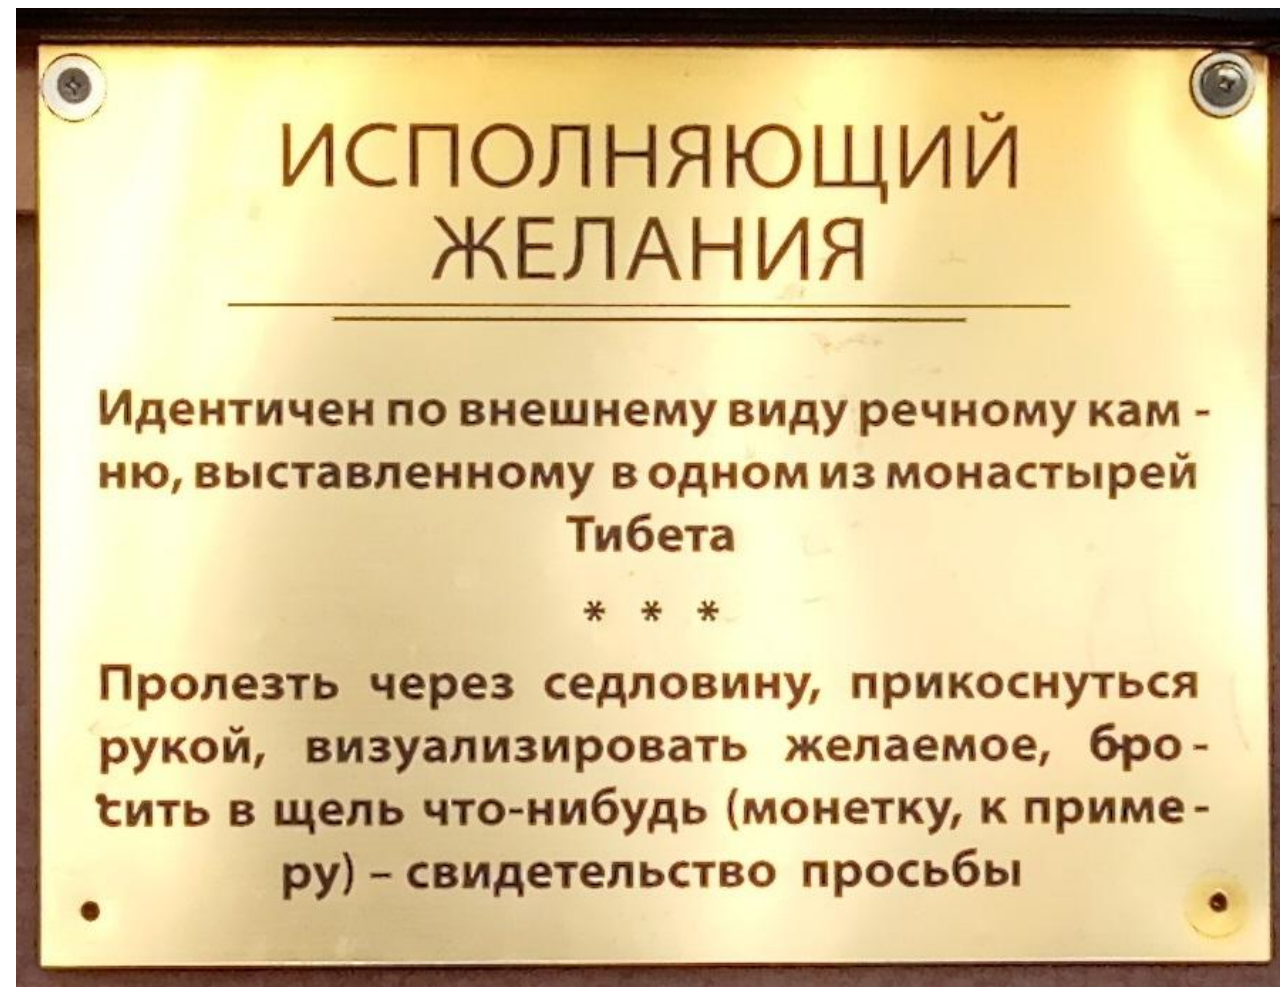 ИСПОЛНЯЮЩИЙ
ЖЕЛАНИЯ
Идентичен по внешнему виду речному кам -
ню, выставленному в одном из монастырей
Тибета
* * *
Пролезть через седловину, прикоснуться
рукой, визуализировать желаемое, бро -
сить в щель что-нибудь (монетку, к приме -
ру) – свидетельство просьбы